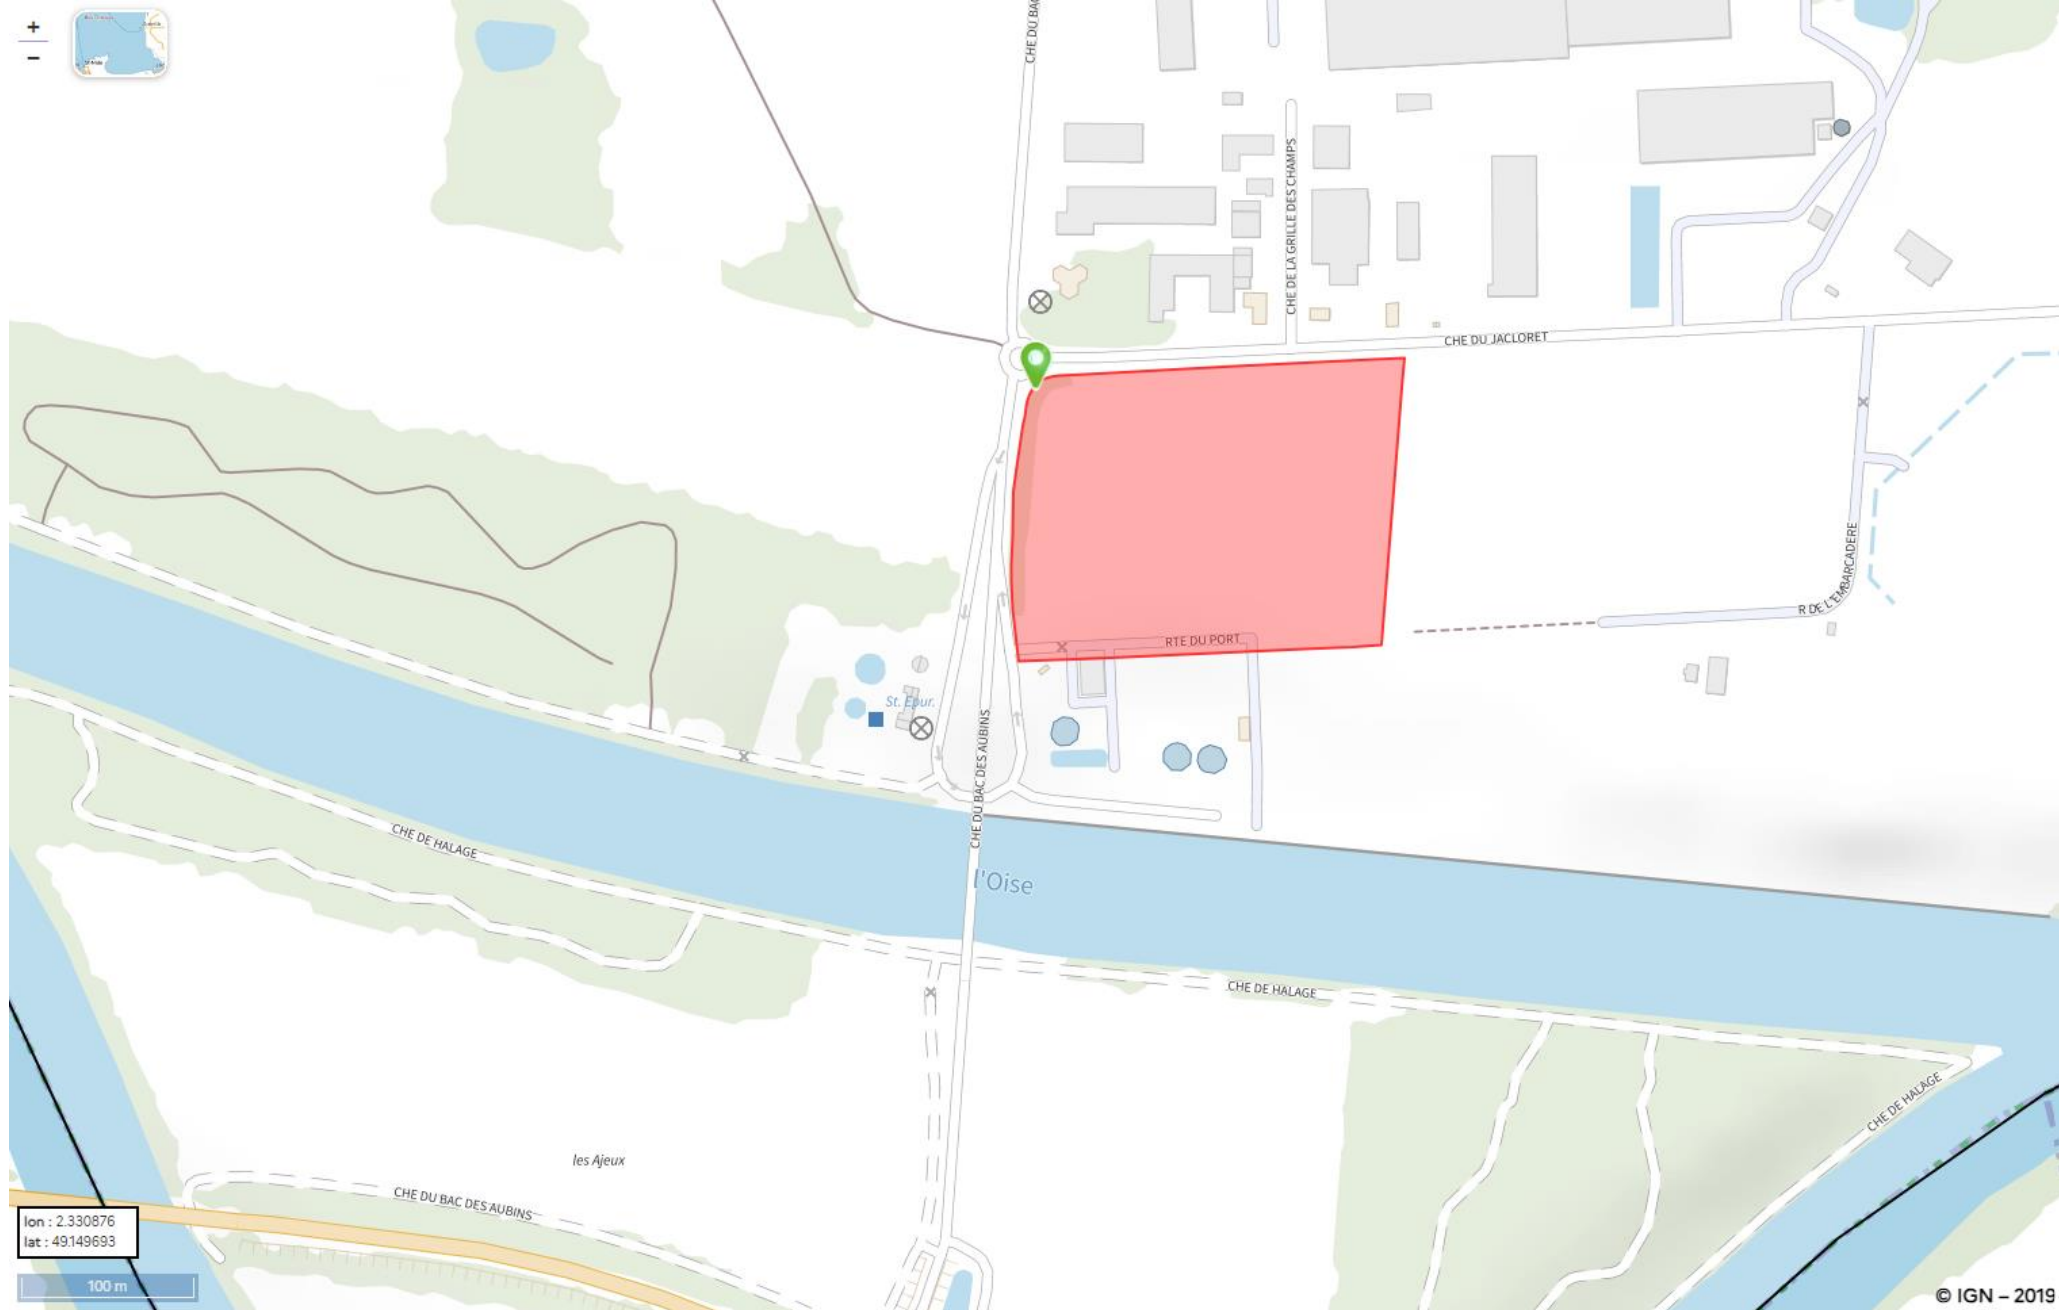 +
−
CHE DU BAC
CHE DE LA GRILLE DES CHAMPS
CHE DU JACLORET
R DE L'EMBARCADERE
RTE DU PORT
St. Epur.
CHE DU BAC DES AUBINS
CHE DE HALAGE
l'Oise
CHE DE HALAGE
CHE DE HALAGE
les Ajeux
CHE DU BAC DES AUBINS
lon : 2.330876
lat : 49.149693
100 m
© IGN – 2019